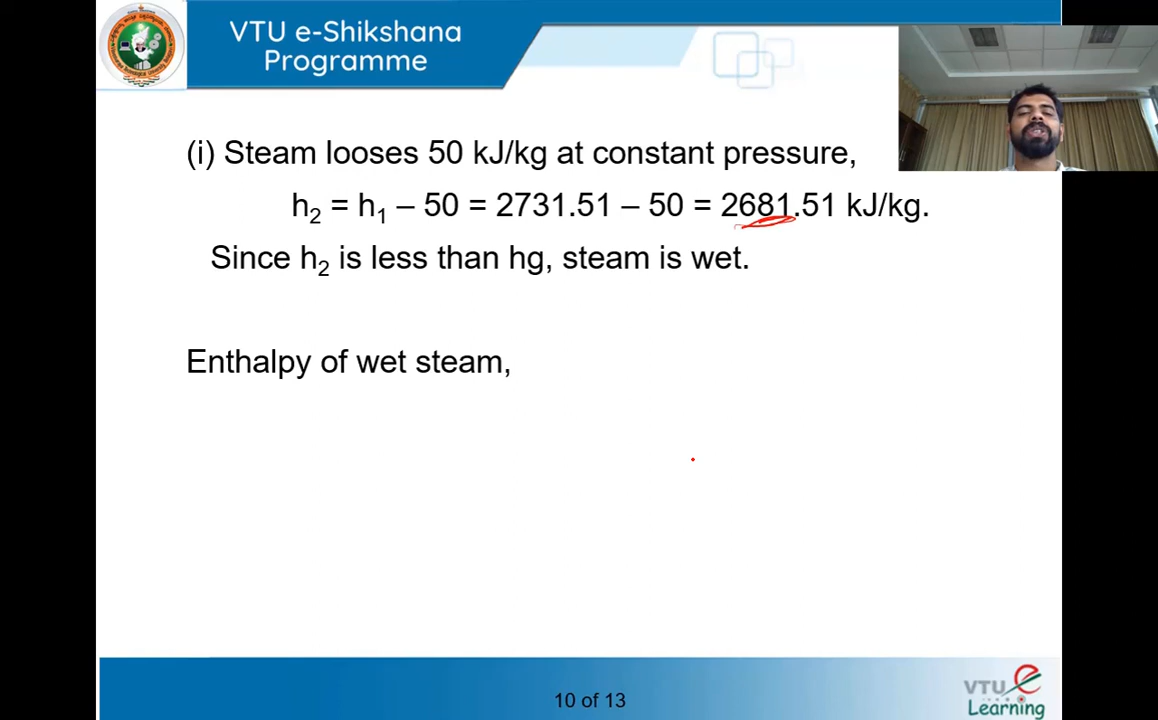 VTU e-Shikshana
Programme
(i) Steam looses 50 kJ/kg at constant pressure,
h₂ = h₁ – 50 = 2731.51 – 50 = 2681.51 kJ/kg.
Since h₂ is less than hg, steam is wet.
Enthalpy of wet steam,
10 of 13
VTU e
Learning